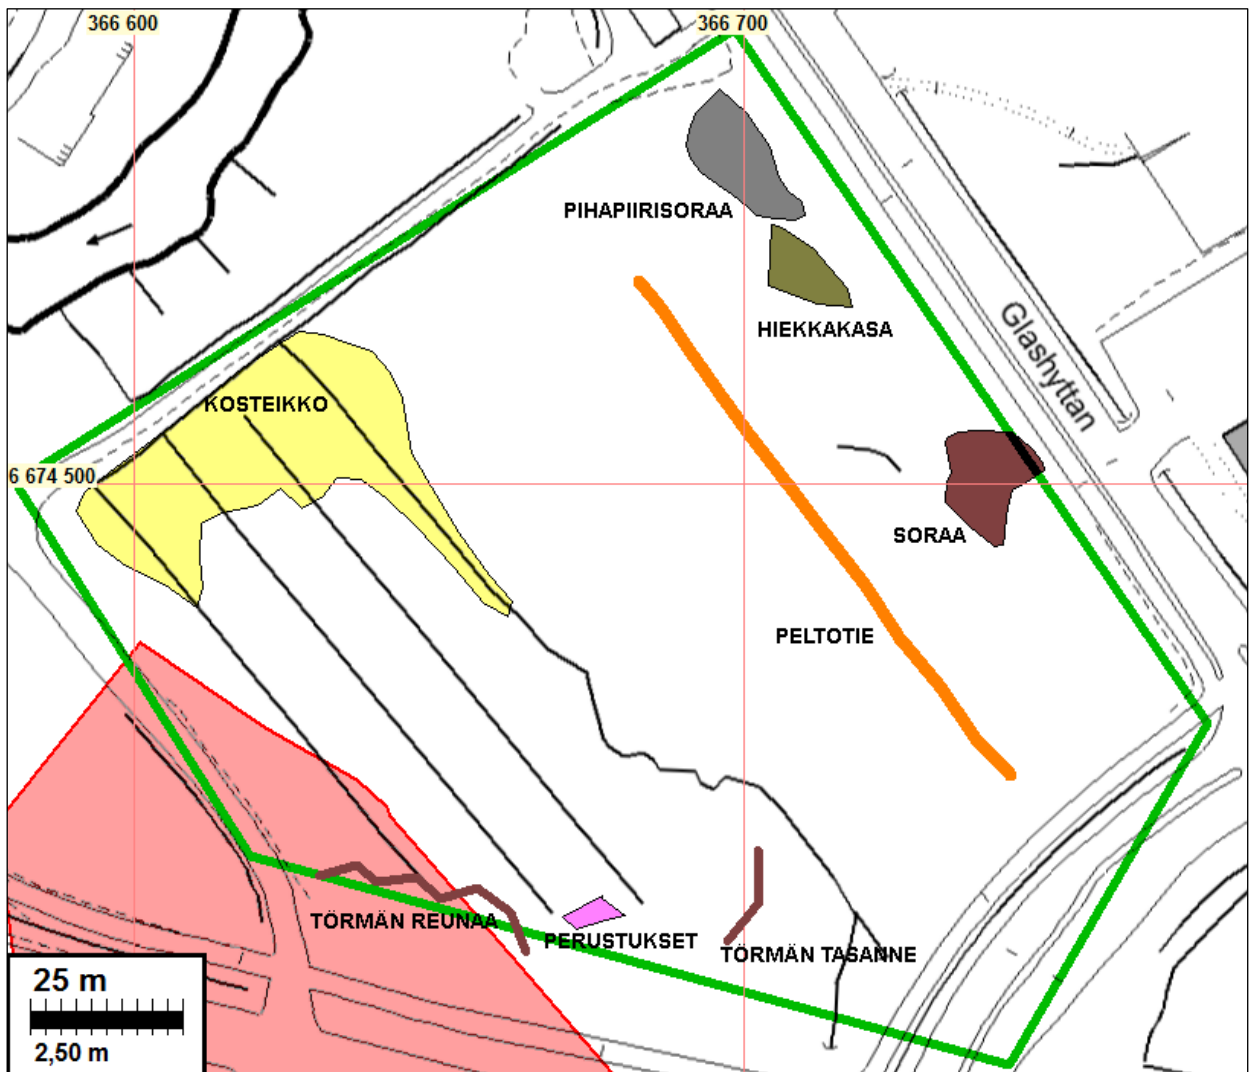 366 600
366 700
PIHAPIIRISORAA
HIEKKAKASA
Glashyttan
KOSTEIKKO
6 674 500
SORAA
PELTOTIE
TÖRMÄN REUNAA
PERUSTUKSET
TÖRMÄN TASANNE
25 m
2,50 m